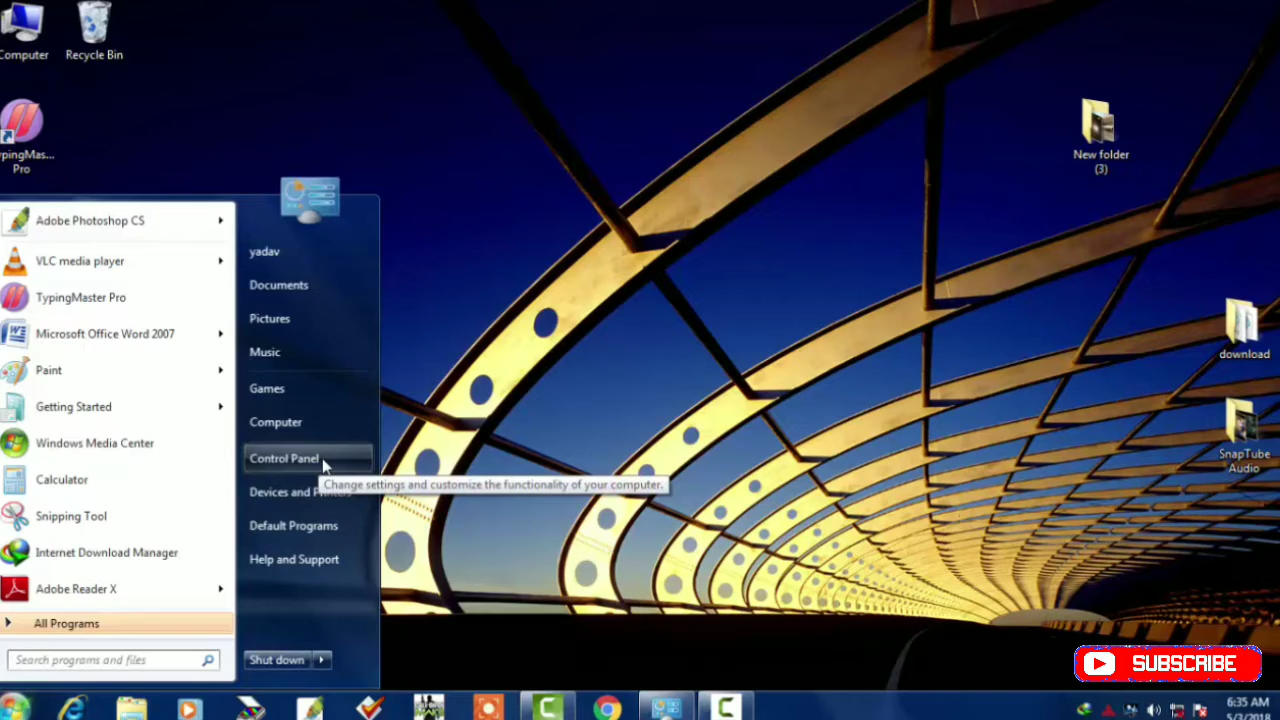 Computer
Recycle Bin
TypingMas...
Pro
New folder
(3)
download
SnapTube
Audio
Adobe Photoshop CS
VLC media player
TypingMaster Pro
Microsoft Office Word 2007
Paint
Getting Started
Windows Media Center
Calculator
Snipping Tool
Internet Download Manager
Adobe Reader X
All Programs
Search programs and files
yadav
Documents
Pictures
Music
Games
Computer
Control Panel
Change settings and customize the functionality of your computer.
Devices and Printers
Default Programs
Help and Support
Shut down
SUBSCRIBE
6:35 AM
5/3/2018